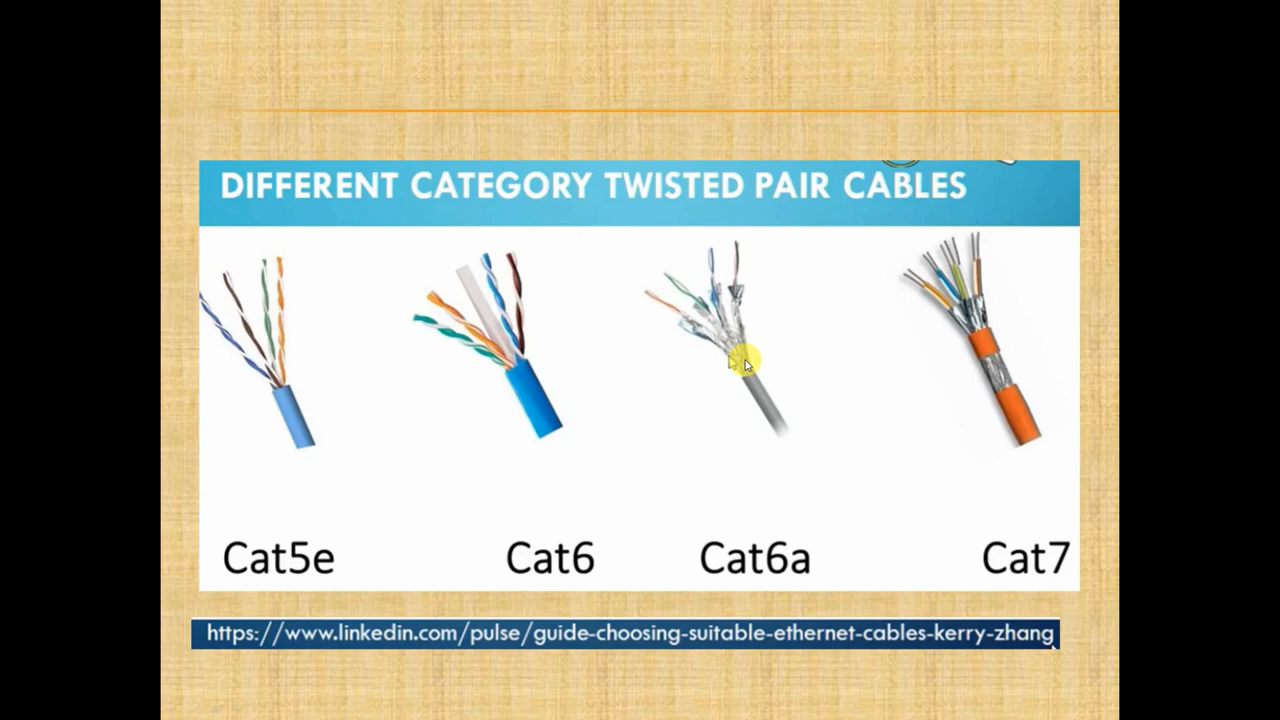 DIFFERENT CATEGORY TWISTED PAIR CABLES
Cat5e Cat6 Cat6a Cat7
https://www.linkedin.com/pulse/guide-choosing-suitable-ethernet-cables-kerry-zhang